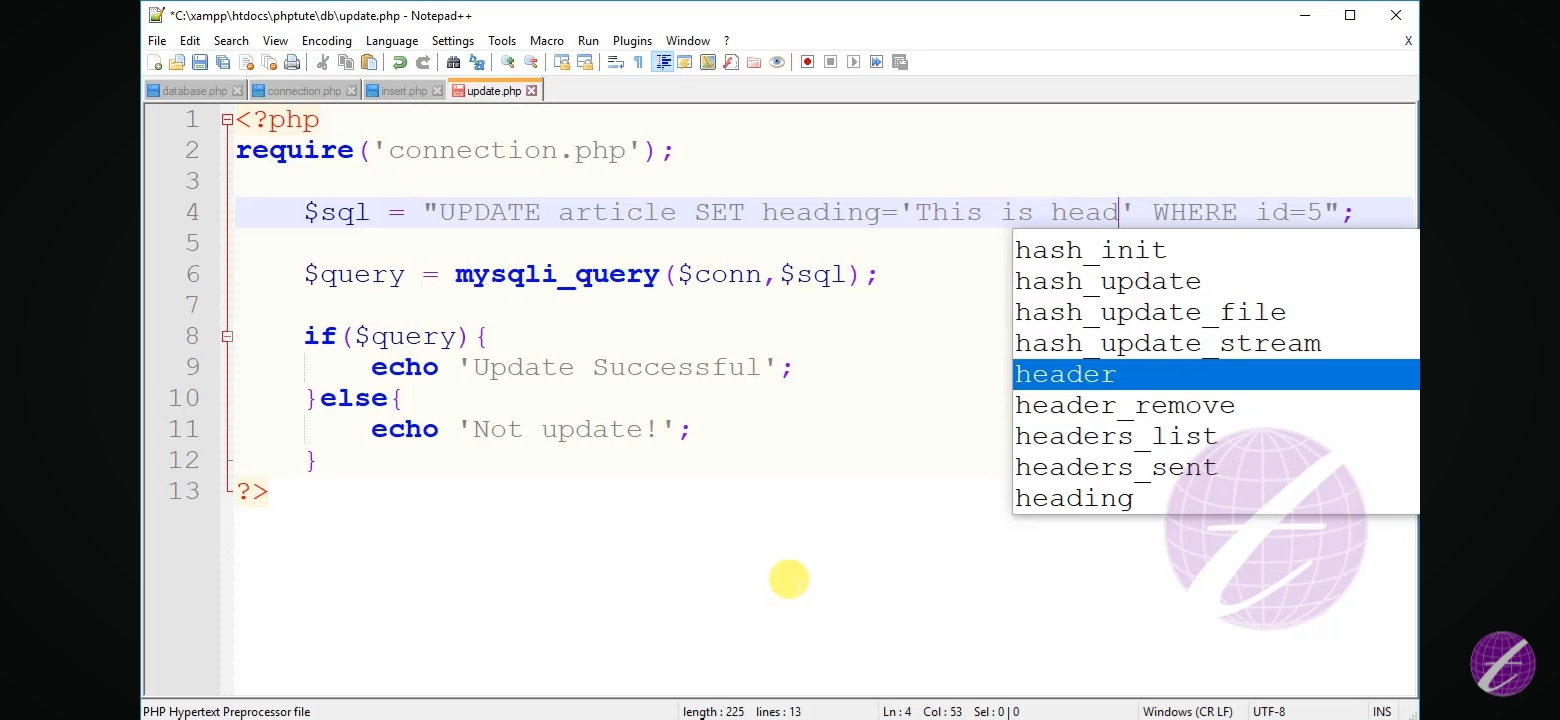 *C:\xampp\htdocs\phptute\db\update.php - Notepad++
File Edit Search View Encoding Language Settings Tools Macro Run Plugins Window ? X
database.php connection.php insert.php update.php
1 <?php
2 require('connection.php');
3
4 $sql = "UPDATE article SET heading='This is head' WHERE id=5";
5
6 $query = mysqli_query($conn,$sql);
7
8 if($query){
9 echo 'Update Successful';
10 }else{
11 echo 'Not update!';
12 }
13 ?>
hash_init
hash_update
hash_update_file
hash_update_stream
header
header_remove
headers_list
headers_sent
heading
PHP Hypertext Preprocessor file length : 225 lines : 13 Ln : 4 Col : 53 Sel : 0 | 0 Windows (CR LF) UTF-8 INS